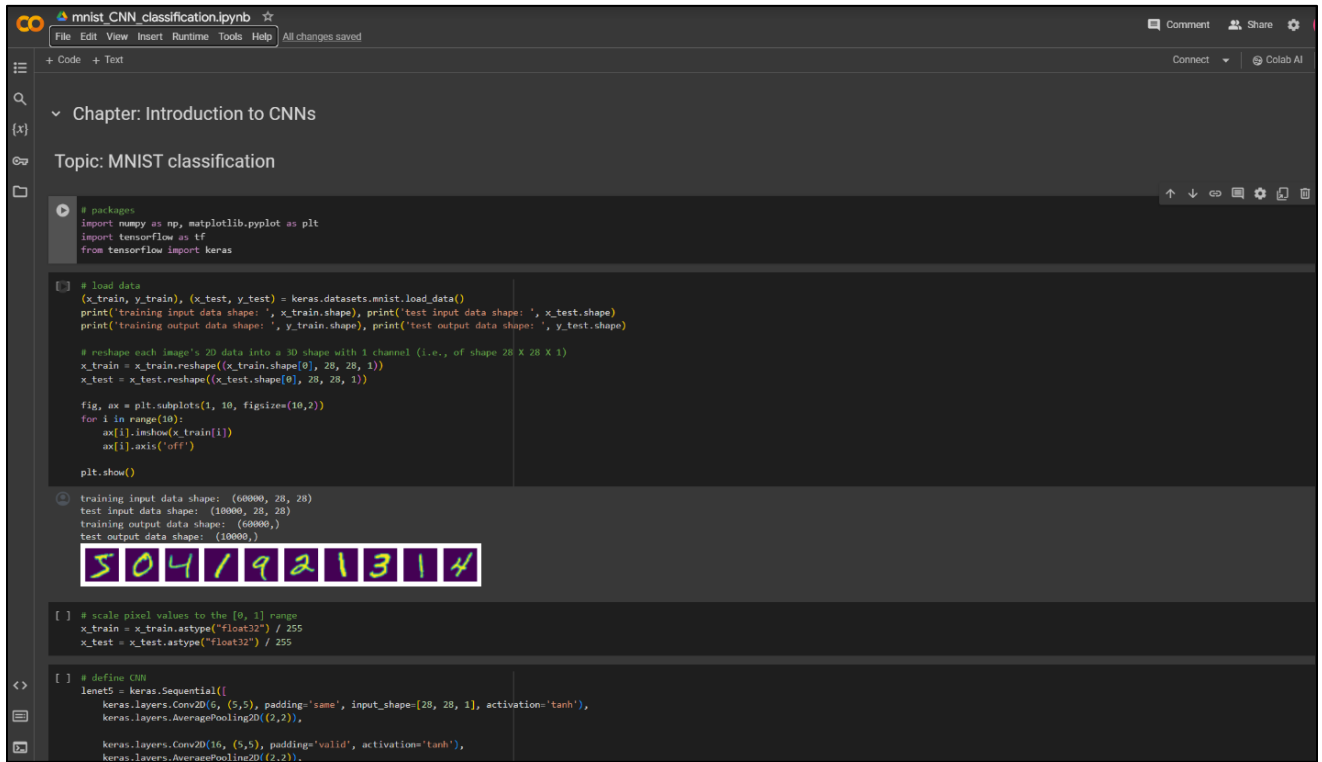 mnist_CNN_classification.ipynb
Comment Share
File Edit View Insert Runtime Tools Help All changes saved
+ Code + Text
Connect Colab AI
Chapter: Introduction to CNNs
{x}
Topic: MNIST classification
# packages
import numpy as np, matplotlib.pyplot as plt
import tensorflow as tf
from tensorflow import keras
# load data
(x_train, y_train), (x_test, y_test) = keras.datasets.mnist.load_data()
print('training input data shape: ', x_train.shape), print('test input data shape: ', x_test.shape)
print('training output data shape: ', y_train.shape), print('test output data shape: ', y_test.shape)
# reshape each image's 2D data into a 3D shape with 1 channel (i.e., of shape 28 X 28 X 1)
x_train = x_train.reshape((x_train.shape[0], 28, 28, 1))
x_test = x_test.reshape((x_test.shape[0], 28, 28, 1))
fig, ax = plt.subplots(1, 10, figsize=(10,2))
for i in range(10):
ax[i].imshow(x_train[i])
ax[i].axis('off')
plt.show()
training input data shape: (60000, 28, 28)
test input data shape: (10000, 28, 28)
training output data shape: (60000,)
test output data shape: (10000,)
5 0 4 1 9 2 1 3 1 4
[ ] # scale pixel values to the [0, 1] range
x_train = x_train.astype("float32") / 255
x_test = x_test.astype("float32") / 255
[ ] # define CNN
lenet5 = keras.Sequential([
keras.layers.Conv2D(6, (5,5), padding='same', input_shape=[28, 28, 1], activation='tanh'),
keras.layers.AveragePooling2D((2,2)),
keras.layers.Conv2D(16, (5,5), padding='valid', activation='tanh'),
keras.layers.AveragePooling2D((2,2)),